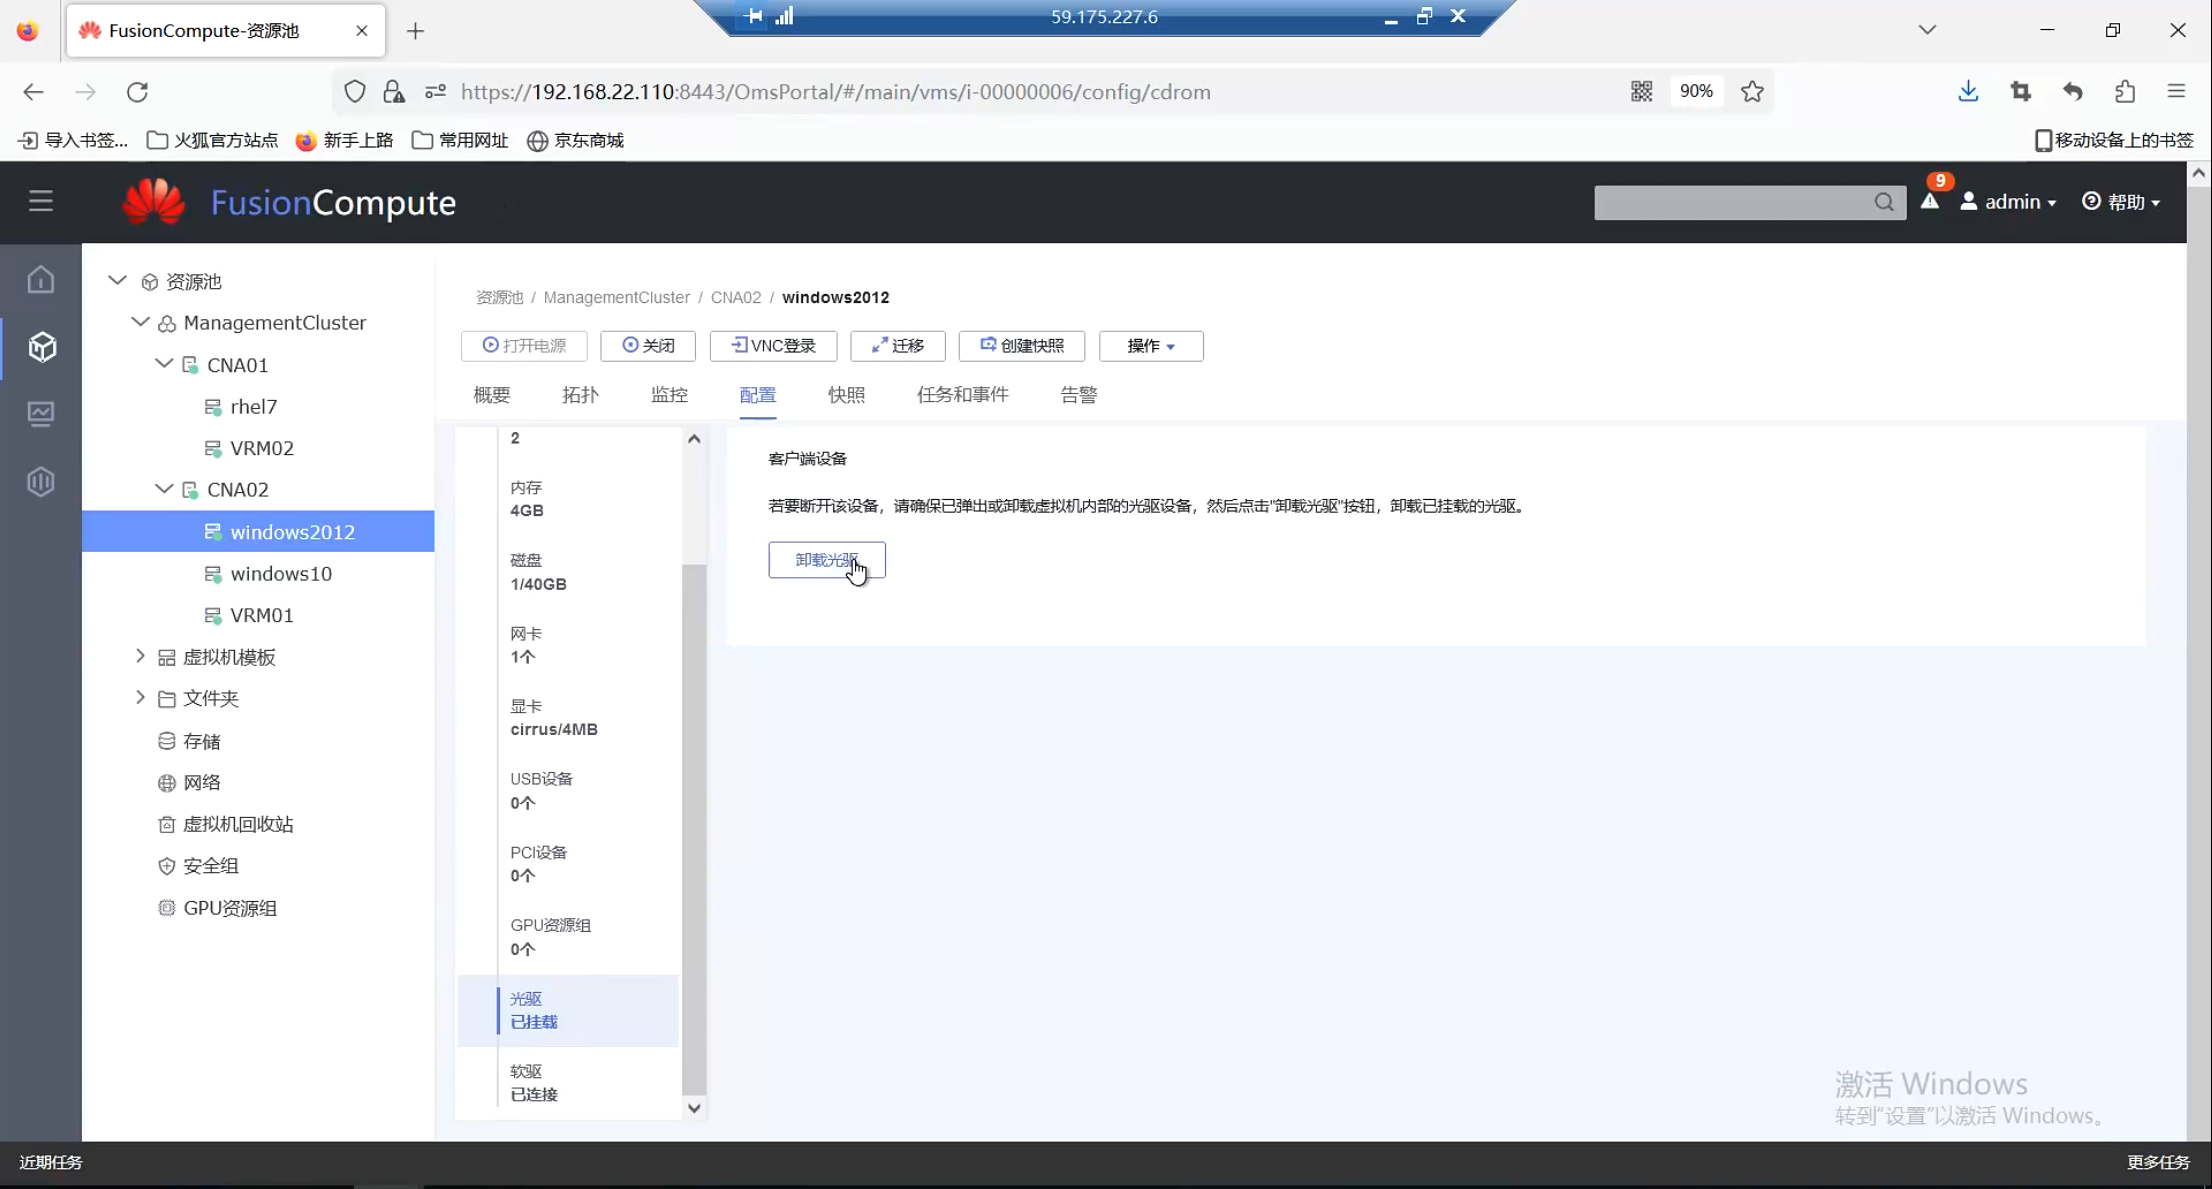 59.175.227.6
FusionCompute-资源池
https://192.168.22.110:8443/OmsPortal/#/main/vms/i-00000006/config/cdrom
90%
导入书签...
火狐官方站点
新手上路
常用网址
京东商城
移动设备上的书签
FusionCompute
9
admin
帮助
资源池
ManagementCluster
CNA01
rhel7
VRM02
CNA02
windows2012
windows10
VRM01
虚拟机模板
文件夹
存储
网络
虚拟机回收站
安全组
GPU资源组
资源池 / ManagementCluster / CNA02 / windows2012
打开电源
关闭
VNC登录
迁移
创建快照
操作
概要
拓扑
监控
配置
快照
任务和事件
告警
2
内存
4GB
磁盘
1/40GB
网卡
1个
显卡
cirrus/4MB
USB设备
0个
PCI设备
0个
GPU资源组
0个
光驱
已挂载
软驱
已连接
客户端设备
若要断开该设备，请确保已弹出或卸载虚拟机内部的光驱设备，然后点击"卸载光驱"按钮，卸载已挂载的光驱。
卸载光驱
激活 Windows
转到"设置"以激活 Windows。
近期任务
更多任务